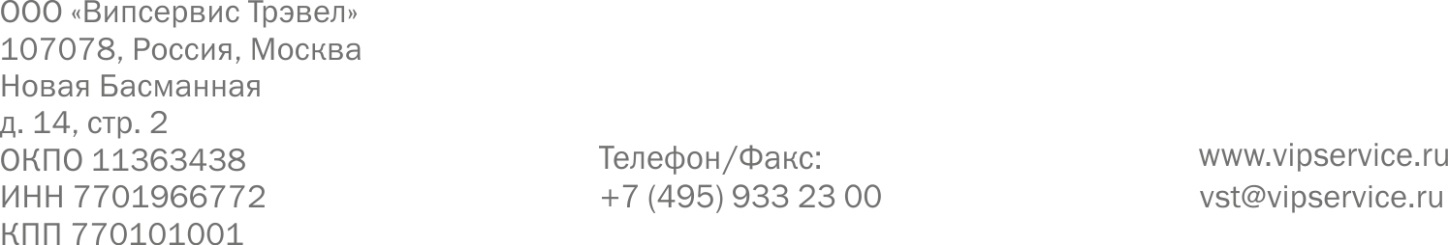 ООО «Випсервис Трэвел»
107078, Россия, Москва
Новая Басманная
д. 14, стр. 2
ОКПО 11363438
ИНН 7701966772
КПП 770101001
Телефон/Факс:
+7 (495) 933 23 00
www.vipservice.ru
vst@vipservice.ru